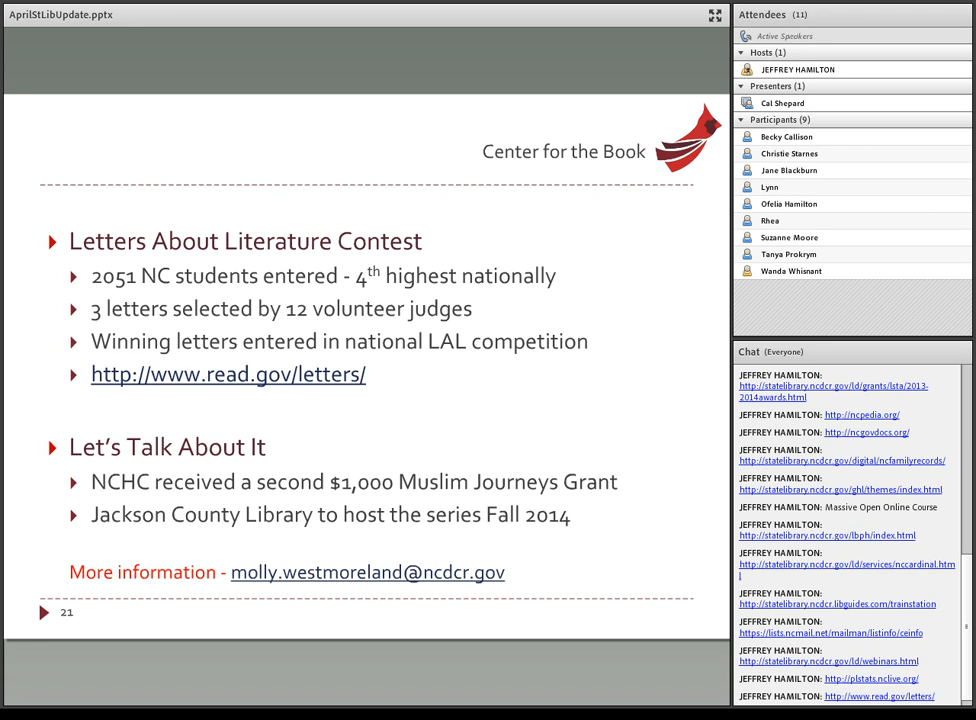 AprilStLibUpdate.pptx
Center for the Book
Letters About Literature Contest
2051 NC students entered - 4th highest nationally
3 letters selected by 12 volunteer judges
Winning letters entered in national LAL competition
http://www.read.gov/letters/
Let's Talk About It
NCHC received a second $1,000 Muslim Journeys Grant
Jackson County Library to host the series Fall 2014
More information - molly.westmoreland@ncdcr.gov
21
Attendees (11)
Active Speakers
Hosts (1)
JEFFREY HAMILTON
Presenters (1)
Cal Shepard
Participants (9)
Becky Callison
Christie Starnes
Jane Blackburn
Lynn
Ofelia Hamilton
Rhea
Suzanne Moore
Tanya Prokrym
Wanda Whisnant
Chat (Everyone)
JEFFREY HAMILTON:
http://statelibrary.ncdcr.gov/ld/grants/lsta/2013-
2014awards.html
JEFFREY HAMILTON: http://ncpedia.org/
JEFFREY HAMILTON: http://ncgovdocs.org/
JEFFREY HAMILTON:
http://statelibrary.ncdcr.gov/digital/ncfamilyrecords/
JEFFREY HAMILTON:
http://statelibrary.ncdcr.gov/ghl/themes/index.html
JEFFREY HAMILTON: Massive Open Online Course
JEFFREY HAMILTON:
http://statelibrary.ncdcr.gov/lbph/index.html
JEFFREY HAMILTON:
http://statelibrary.ncdcr.gov/ld/services/nccardinal.htm
l
JEFFREY HAMILTON:
http://statelibrary.ncdcr.libguides.com/trainstation
JEFFREY HAMILTON:
https://lists.ncmail.net/mailman/listinfo/ceinfo
JEFFREY HAMILTON:
http://statelibrary.ncdcr.gov/ld/webinars.html
JEFFREY HAMILTON: http://plstats.nclive.org/
JEFFREY HAMILTON: http://www.read.gov/letters/